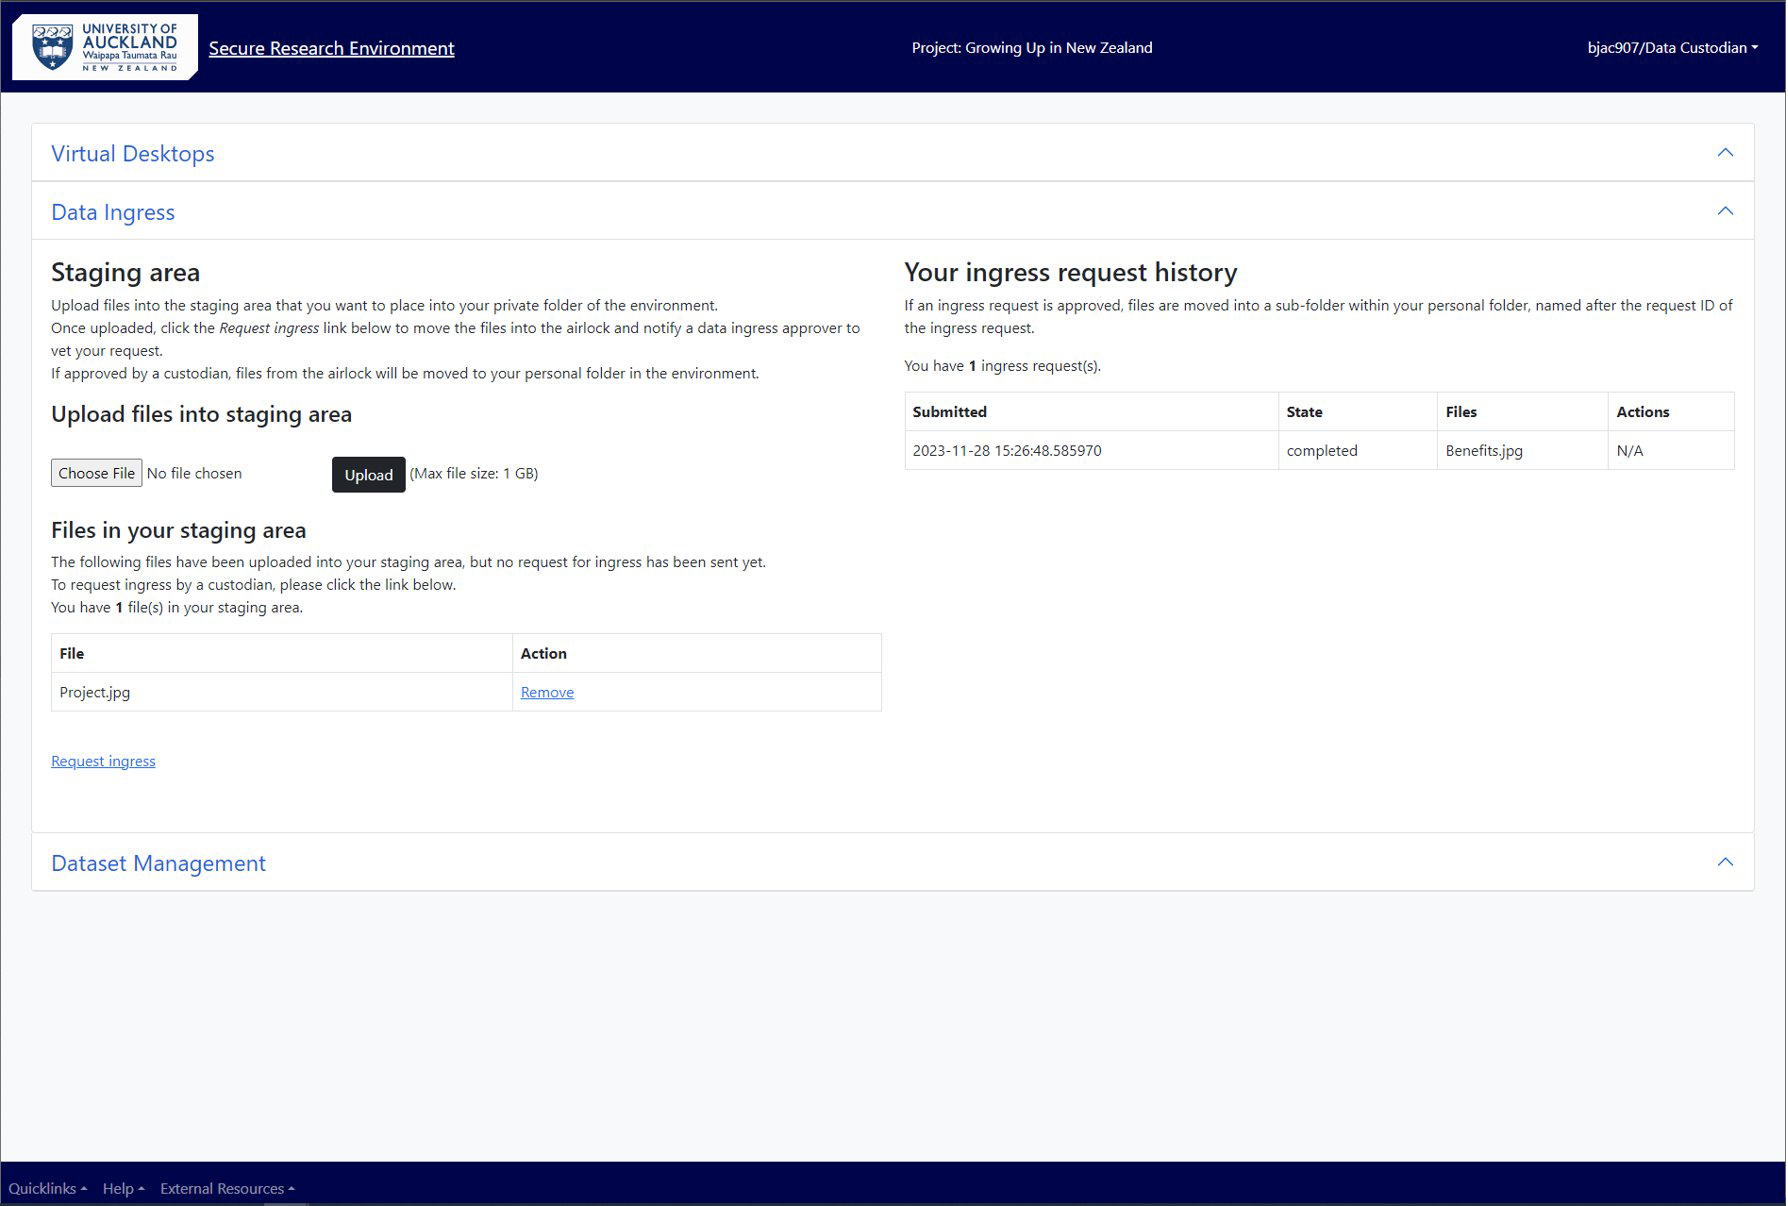 UNIVERSITY OF
AUCKLAND
Waipapa Taumata Rau
NEW ZEALAND
Secure Research Environment
Project: Growing Up in New Zealand
bjac907/Data Custodian
Virtual Desktops
Data Ingress
Staging area
Upload files into the staging area that you want to place into your private folder of the environment.
Once uploaded, click the Request ingress link below to move the files into the airlock and notify a data ingress approver to
vet your request.
If approved by a custodian, files from the airlock will be moved to your personal folder in the environment.
Upload files into staging area
Choose File No file chosen Upload (Max file size: 1 GB)
Files in your staging area
The following files have been uploaded into your staging area, but no request for ingress has been sent yet.
To request ingress by a custodian, please click the link below.
You have 1 file(s) in your staging area.
File Action
Project.jpg Remove
Request ingress
Your ingress request history
If an ingress request is approved, files are moved into a sub-folder within your personal folder, named after the request ID of
the ingress request.
You have 1 ingress request(s).
Submitted State Files Actions
2023-11-28 15:26:48.585970 completed Benefits.jpg N/A
Dataset Management
Quicklinks Help External Resources